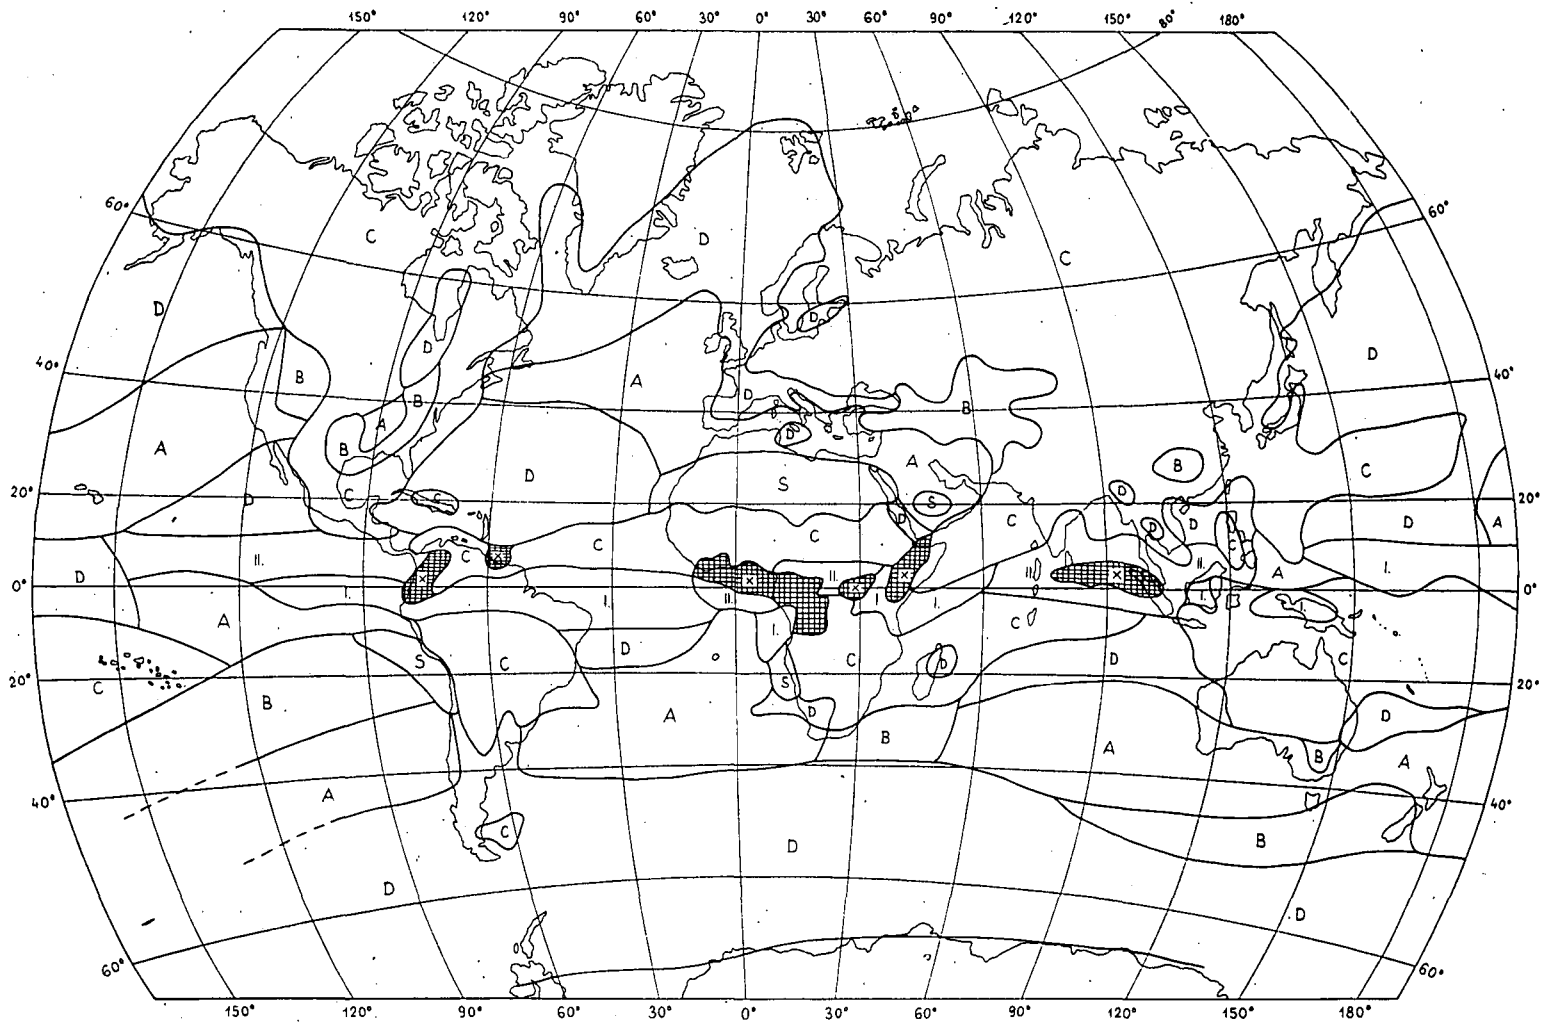 150° 120° 90° 60° 30° 0° 30° 60° 90° 120° 150° 80° 180°
60° 60°
C D C
D D
D D
40° B A D B D 40°
B A
A B D A B
D S S D C
20° C C D D D A 20°
C C D C D
II. C II. II. II. A I.
D X X X X X X
0° I. I. II. I. I. I. I. 0°
A C
S C D I. C D D C
20° C S 20°
B A D D
B A B A
40° A 40°
C B
D
D D
60° 60°
150° 120° 90° 60° 30° 0° 30° 60° 90° 120° 150° 180°